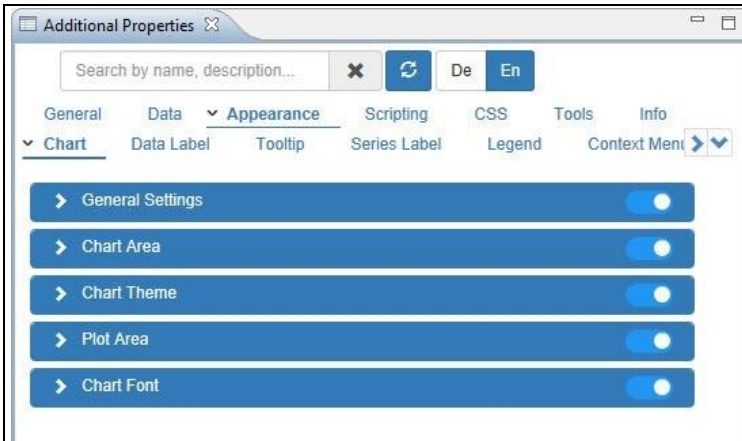 Additional Properties
Search by name, description... De En
General Data Appearance Scripting CSS Tools Info
Chart Data Label Tooltip Series Label Legend Context Menu
General Settings
Chart Area
Chart Theme
Plot Area
Chart Font